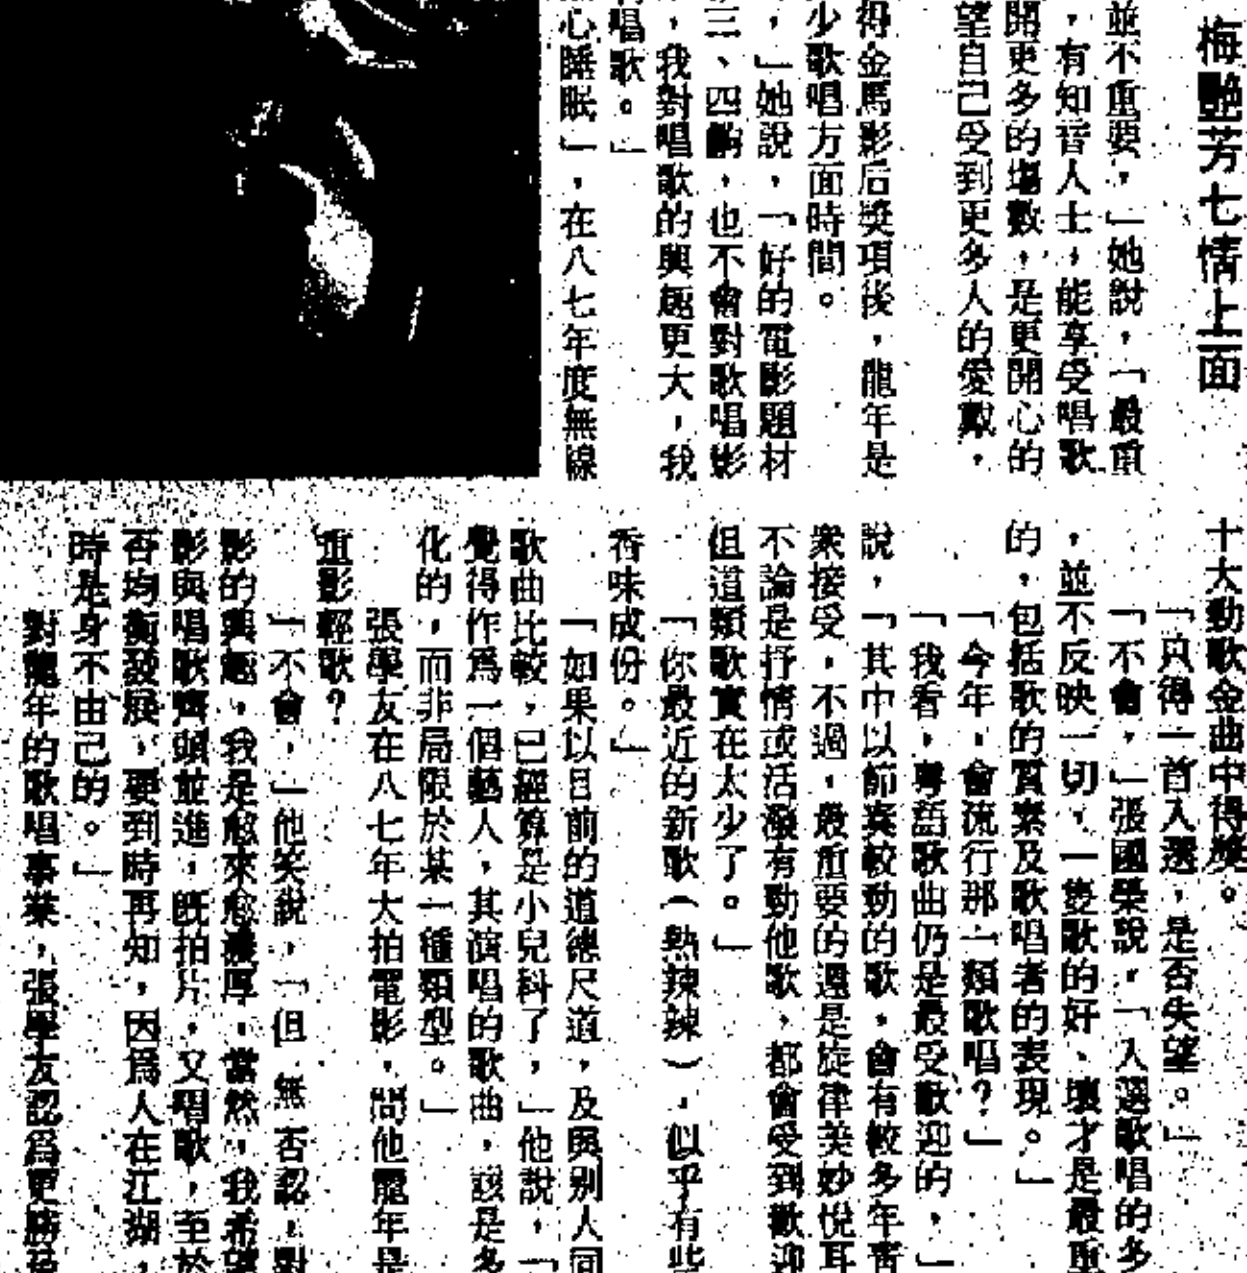 梅艷芳七情上面
並不重要，」她說，「最重
，有知音人士，能享受唱歌
開更多的場數，是更開心的
望自己受到更多人的愛戴，
得金馬影后獎項後，龍年是
少歌唱方面時間。
，」她說，「好的電影題材
三、四齣，也不會對歌唱影
，我對唱歌的興趣更大，我
唱歌。」
心睡眠」，在八七年度無線
十大勁歌金曲中得獎。
「只得一首入選，是否失望。」
「不會，」張國榮說，「入選歌唱的多
，並不反映一切，一隻歌的好、壞才是最重
的，包括歌的質素及歌唱者的表現。」
「今年，會流行那一類歌唱？」
「我看，粵語歌曲仍是最受歡迎的，」
說，「其中以節奏較勁的歌，會有較多年青
衆接受，不過，最重要的還是旋律美妙悅耳
不論是抒情或活潑有勁他歌，都會受到歡迎
但這類歌實在太少了。」
「你最近的新歌（熱辣辣），似乎有些
香味成份。」
「如果以目前的道德尺道，及與別人同
歌曲比較，已經算是小兒科了，」他說，「
覺得作爲一個藝人，其演唱的歌曲，該是多
化的，而非局限於某一種類型。」
張學友在八七年大拍電影，問他龍年是
重影輕歌？
「不會，」他笑說，「但無否認，對
影的興趣，我是愈來愈濃厚，當然，我希望
影與唱歌齊頭並進，旣拍片，又唱歌，至於
否均衡發展，要到時再知，因爲人在江湖，
時是身不由己的。」
對龍年的歌唱事業，張學友認爲更勝